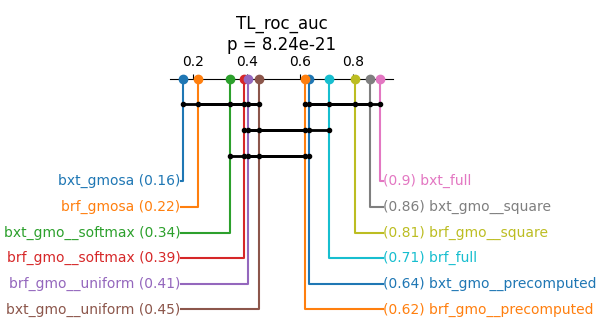 TL_roc_auc
p = 8.24e-21
0.2 0.4 0.6 0.8
bxt_gmosa (0.16)
(0.9) bxt_full
brf_gmosa (0.22)
(0.86) bxt_gmo__square
bxt_gmo__softmax (0.34)
(0.81) brf_gmo__square
brf_gmo__softmax (0.39)
(0.71) brf_full
brf_gmo__uniform (0.41)
(0.64) bxt_gmo__precomputed
bxt_gmo__uniform (0.45)
(0.62) brf_gmo__precomputed